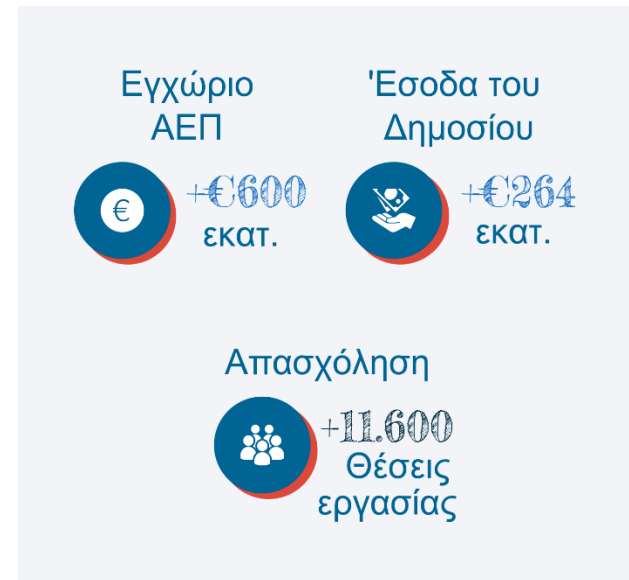 Εγχώριο
ΑΕΠ
+€600
εκατ.
'Εσοδα του
Δημοσίου
+€264
εκατ.
Απασχόληση
+11.600
Θέσεις
εργασίας